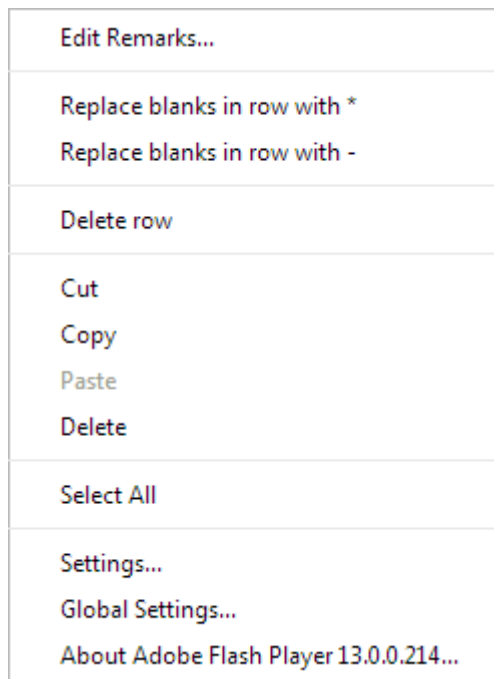 Edit Remarks...
Replace blanks in row with *
Replace blanks in row with -
Delete row
Cut
Copy
Paste
Delete
Select All
Settings...
Global Settings...
About Adobe Flash Player 13.0.0.214...